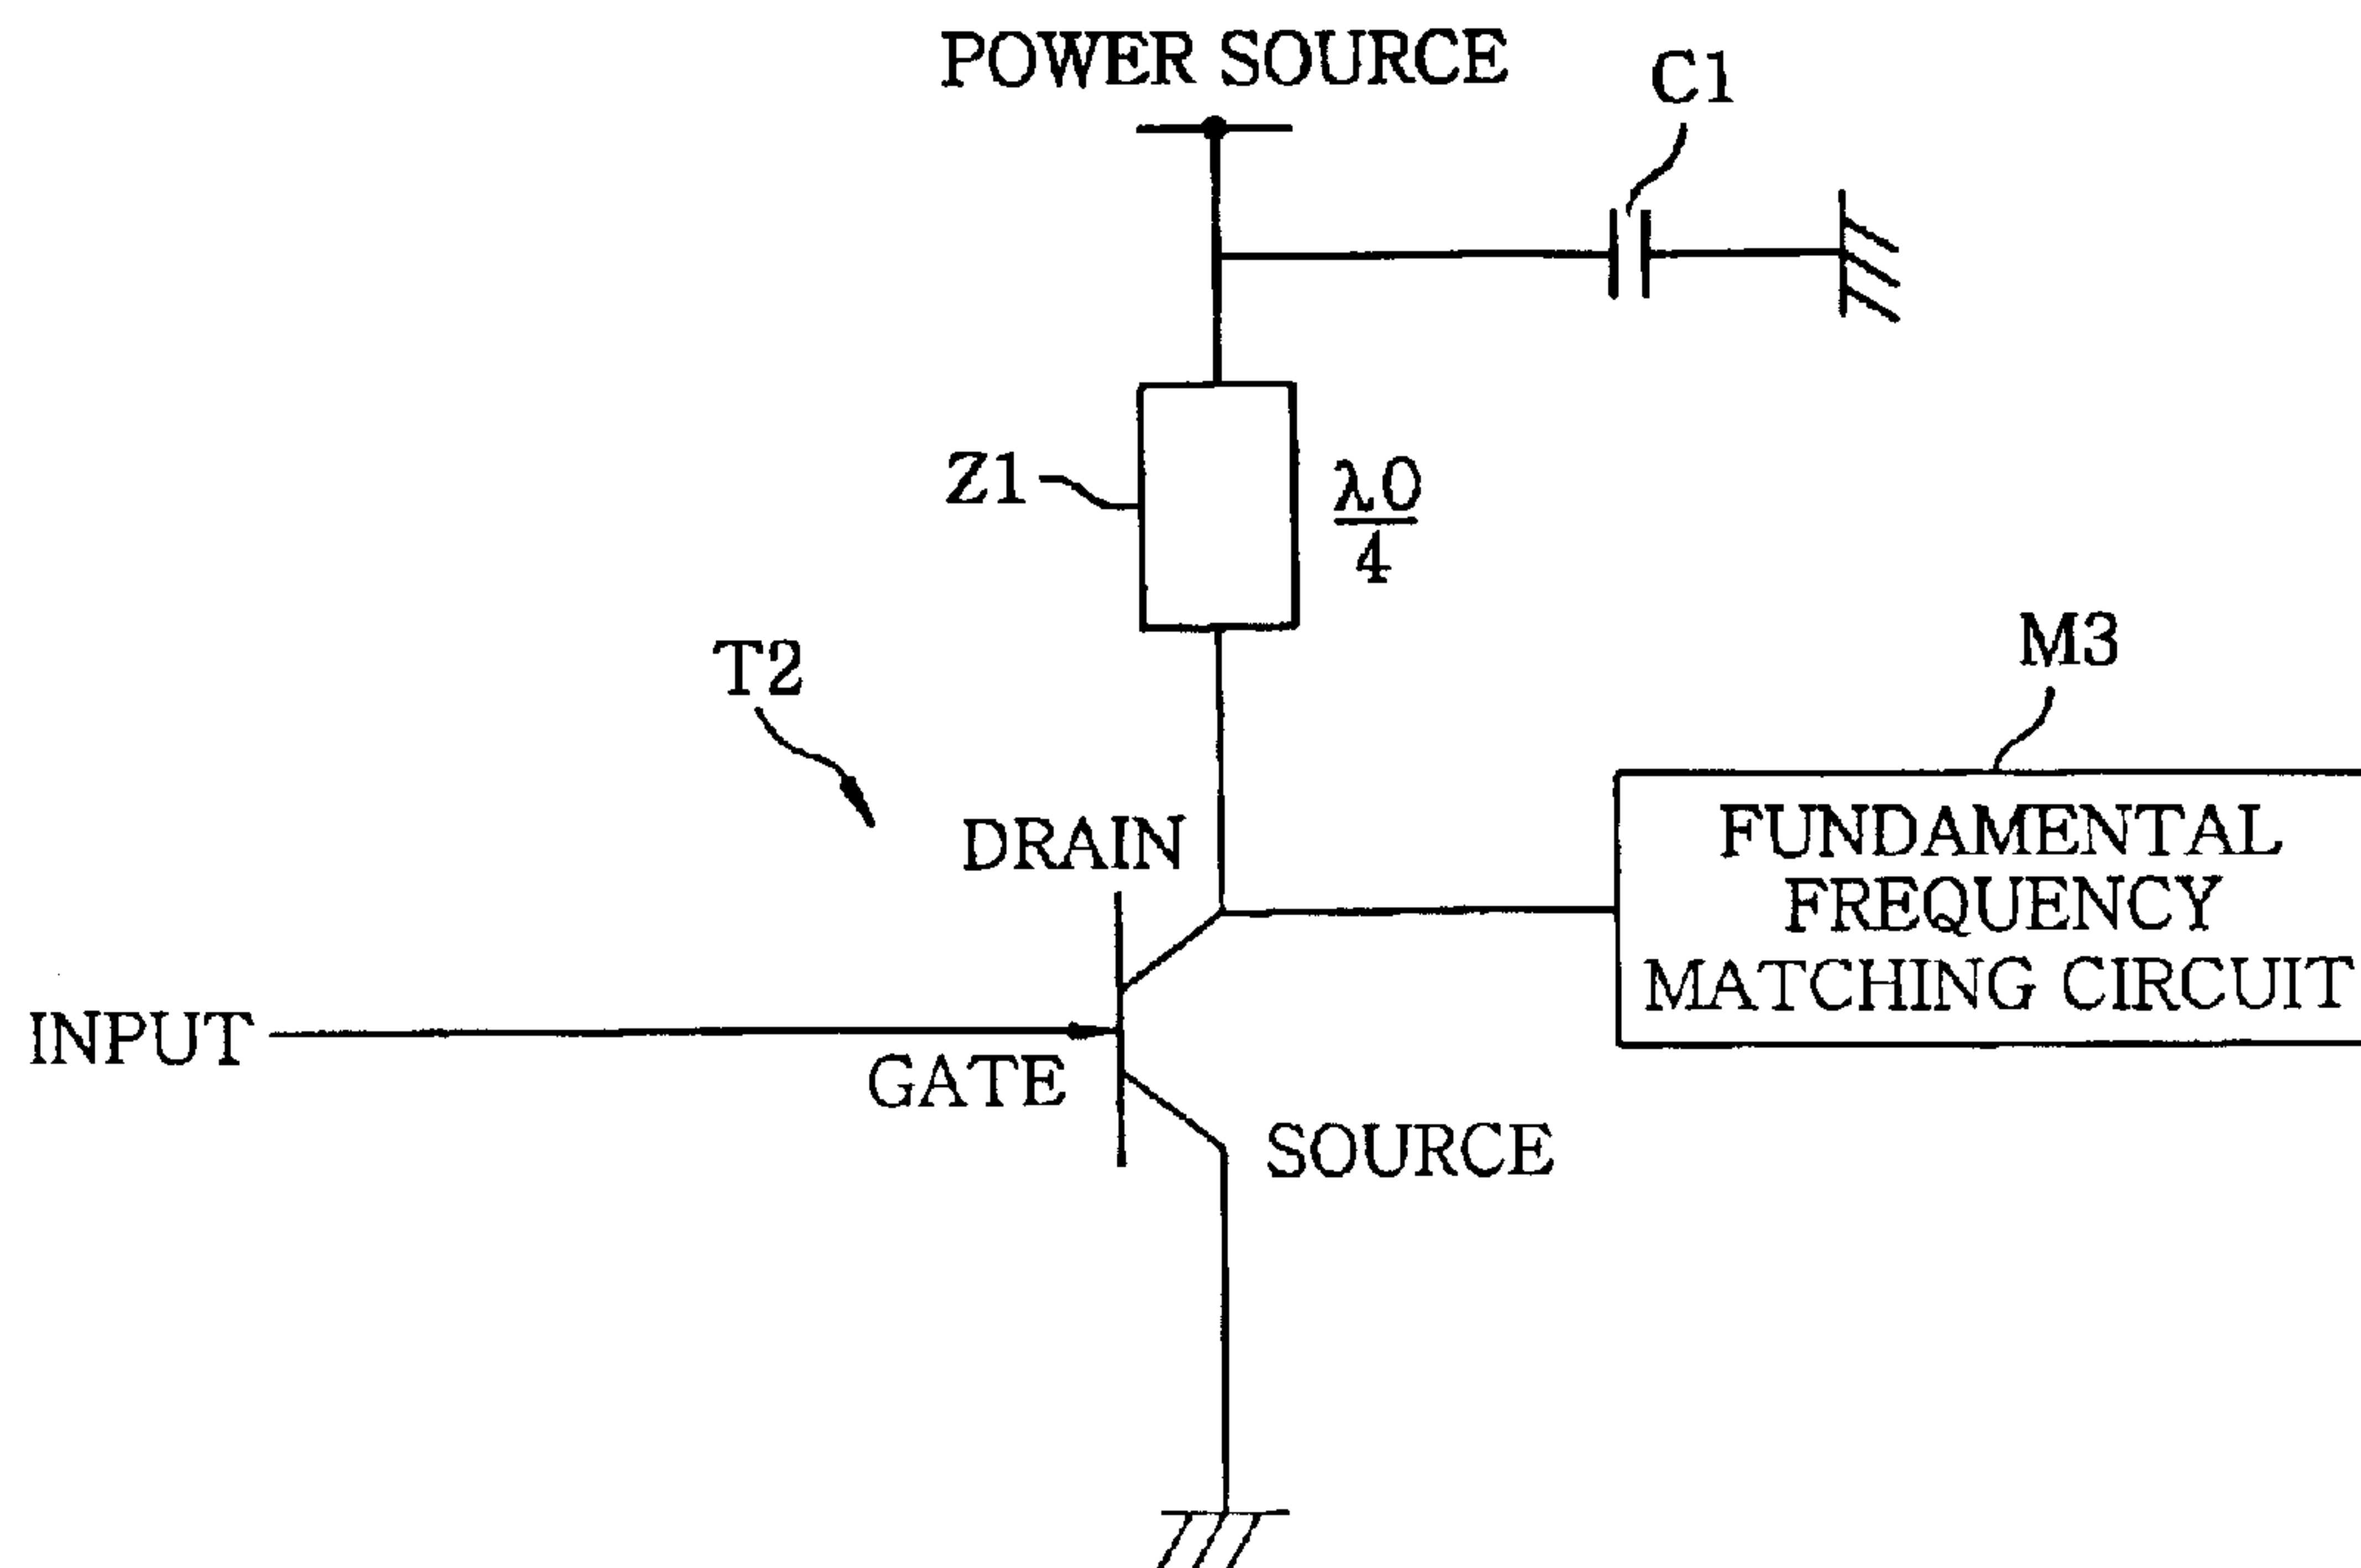 POWER SOURCE
C1
Z1
λ0
4
T2
M3
DRAIN
FUNDAMENTAL
FREQUENCY
MATCHING CIRCUIT
INPUT
GATE
SOURCE